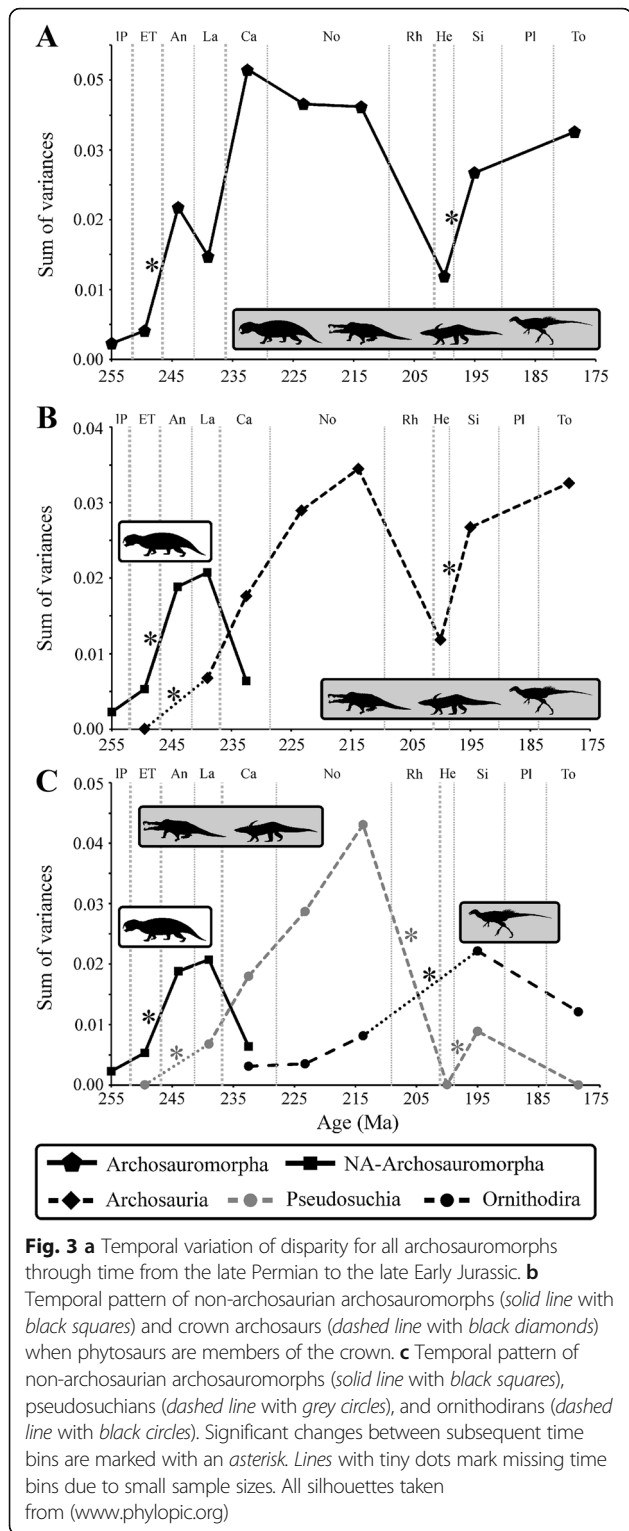 A
IP ET An La Ca No Rh He Si Pl To
Sum of variances
0.05
0.03
0.02
0.01
0.00
*
*
255 245 235 225 215 205 195 185 175
B
IP ET An La Ca No Rh He Si Pl To
Sum of variances
0.04
0.03
0.02
0.01
0.00
*
*
*
255 245 235 225 215 205 195 185 175
C
IP ET An La Ca No Rh He Si Pl To
Sum of variances
0.05
0.04
0.03
0.02
0.01
0.00
*
*
*
*
*
255 245 235 225 215 205 195 185 175
Age (Ma)
Archosauromorpha NA-Archosauromorpha
Archosauria Pseudosuchia Ornithodira
Fig. 3 a Temporal variation of disparity for all archosauromorphs
through time from the late Permian to the late Early Jurassic. b
Temporal pattern of non-archosaurian archosauromorphs (solid line with
black squares) and crown archosaurs (dashed line with black diamonds)
when phytosaurs are members of the crown. c Temporal pattern of
non-archosaurian archosauromorphs (solid line with black squares),
pseudosuchians (dashed line with grey circles), and ornithodirans (dashed
line with black circles). Significant changes between subsequent time
bins are marked with an asterisk. Lines with tiny dots mark missing time
bins due to small sample sizes. All silhouettes taken
from (www.phylopic.org)